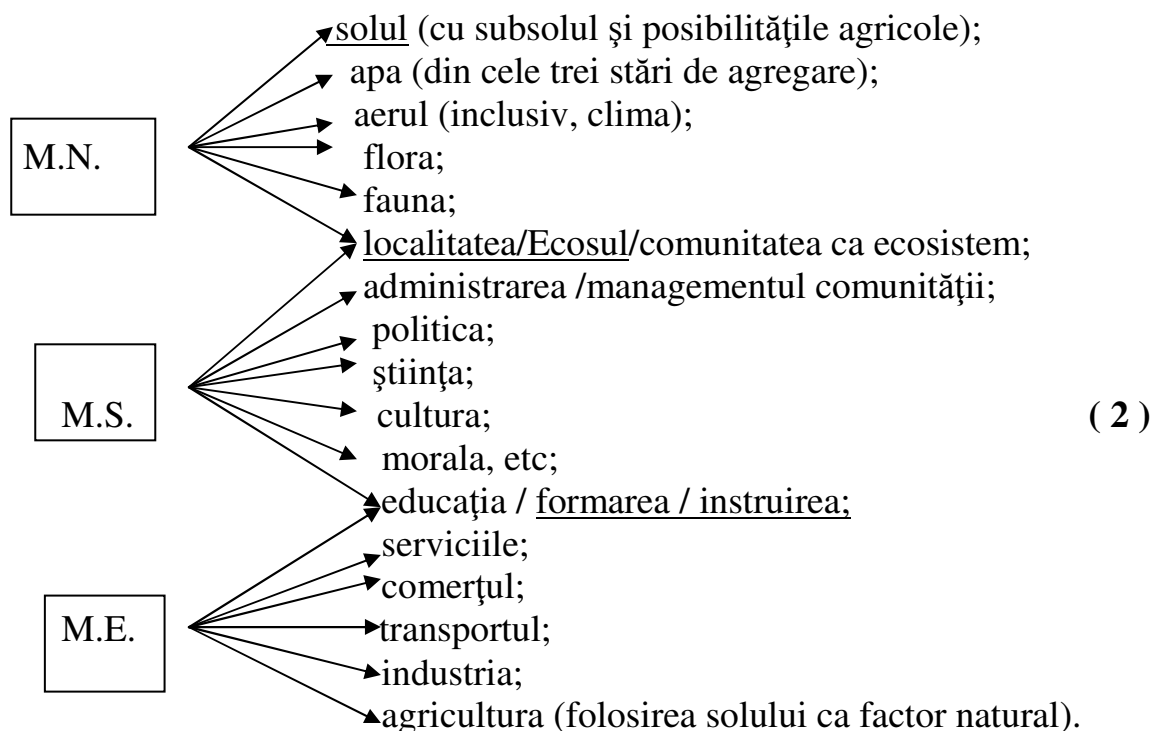 solul (cu subsolul şi posibilităţile agricole);
apa (din cele trei stări de agregare);
aerul (inclusiv, clima);
M.N.
flora;
fauna;
localitatea/Ecosul/comunitatea ca ecosistem;
administrarea /managementul comunităţii;
politica;
ştiinţa;
M.S.
cultura;
( 2 )
morala, etc;
educaţia / formarea / instruirea;
serviciile;
comerţul;
M.E.
transportul;
industria;
agricultura (folosirea solului ca factor natural).